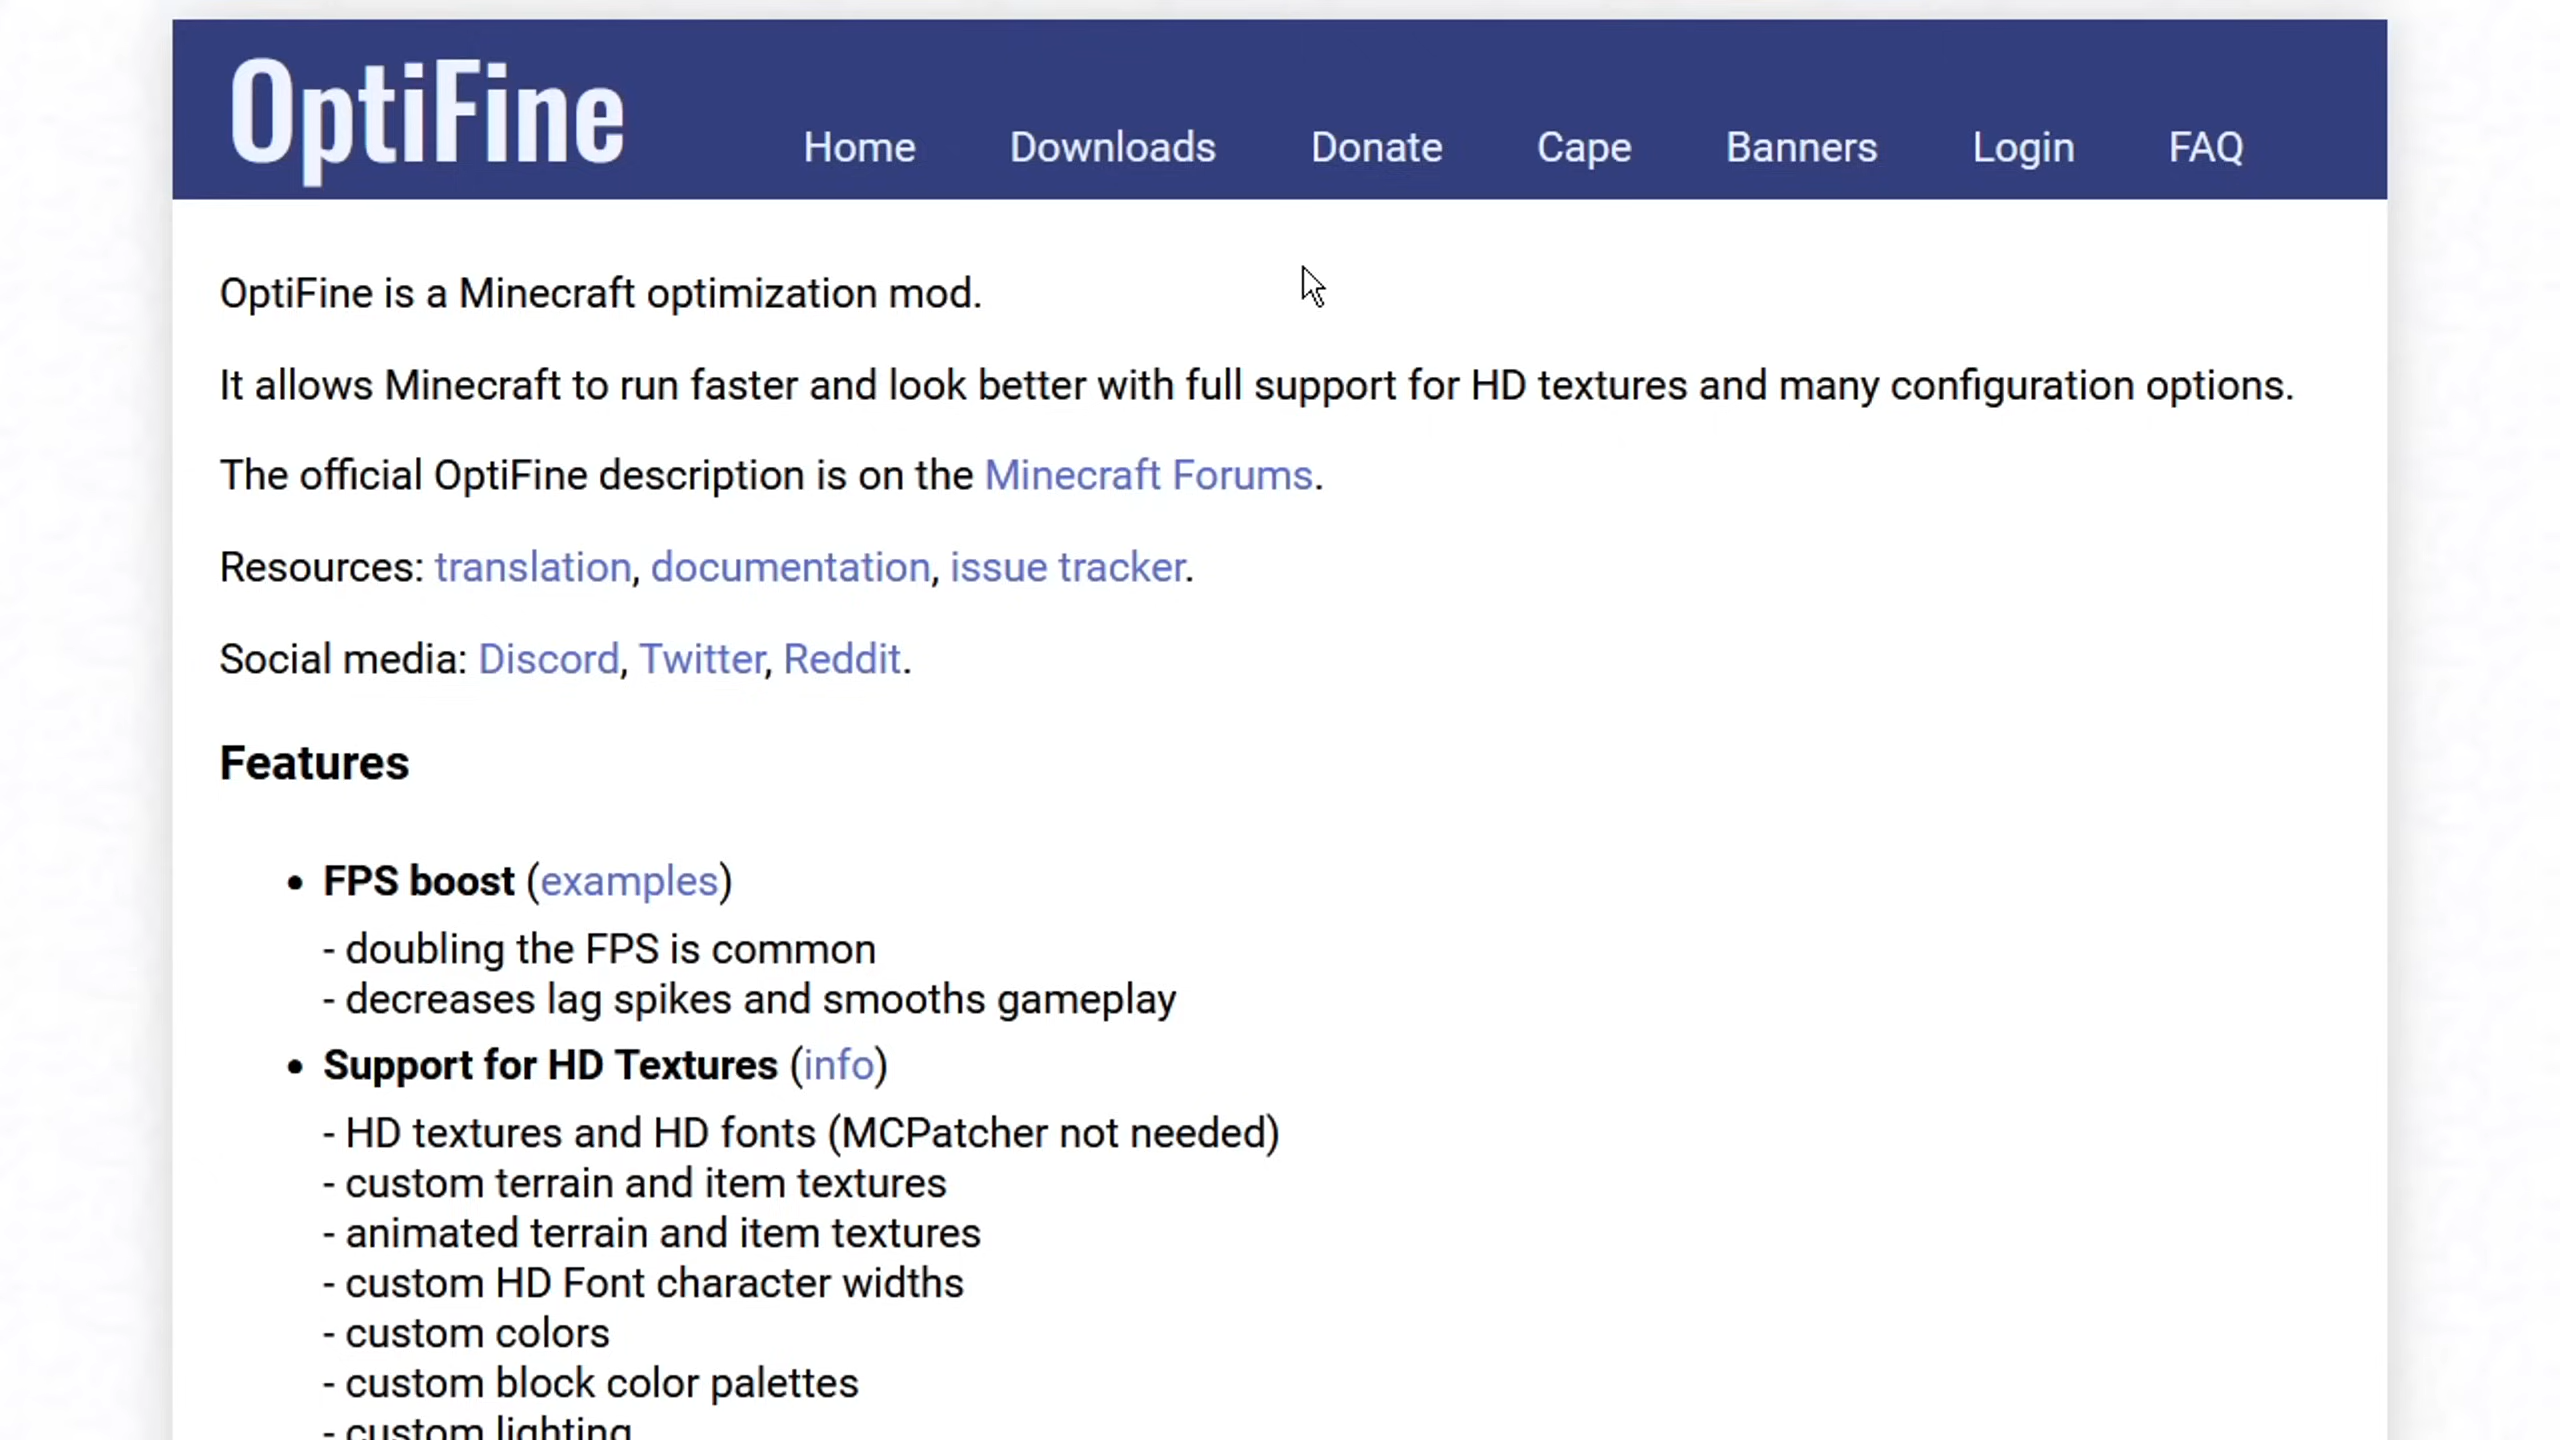 OptiFine
Home Downloads Donate Cape Banners Login FAQ
OptiFine is a Minecraft optimization mod.
It allows Minecraft to run faster and look better with full support for HD textures and many configuration options.
The official OptiFine description is on the Minecraft Forums.
Resources: translation, documentation, issue tracker.
Social media: Discord, Twitter, Reddit.
Features
• FPS boost (examples)
- doubling the FPS is common
- decreases lag spikes and smooths gameplay
• Support for HD Textures (info)
- HD textures and HD fonts (MCPatcher not needed)
- custom terrain and item textures
- animated terrain and item textures
- custom HD Font character widths
- custom colors
- custom block color palettes
- custom lighting